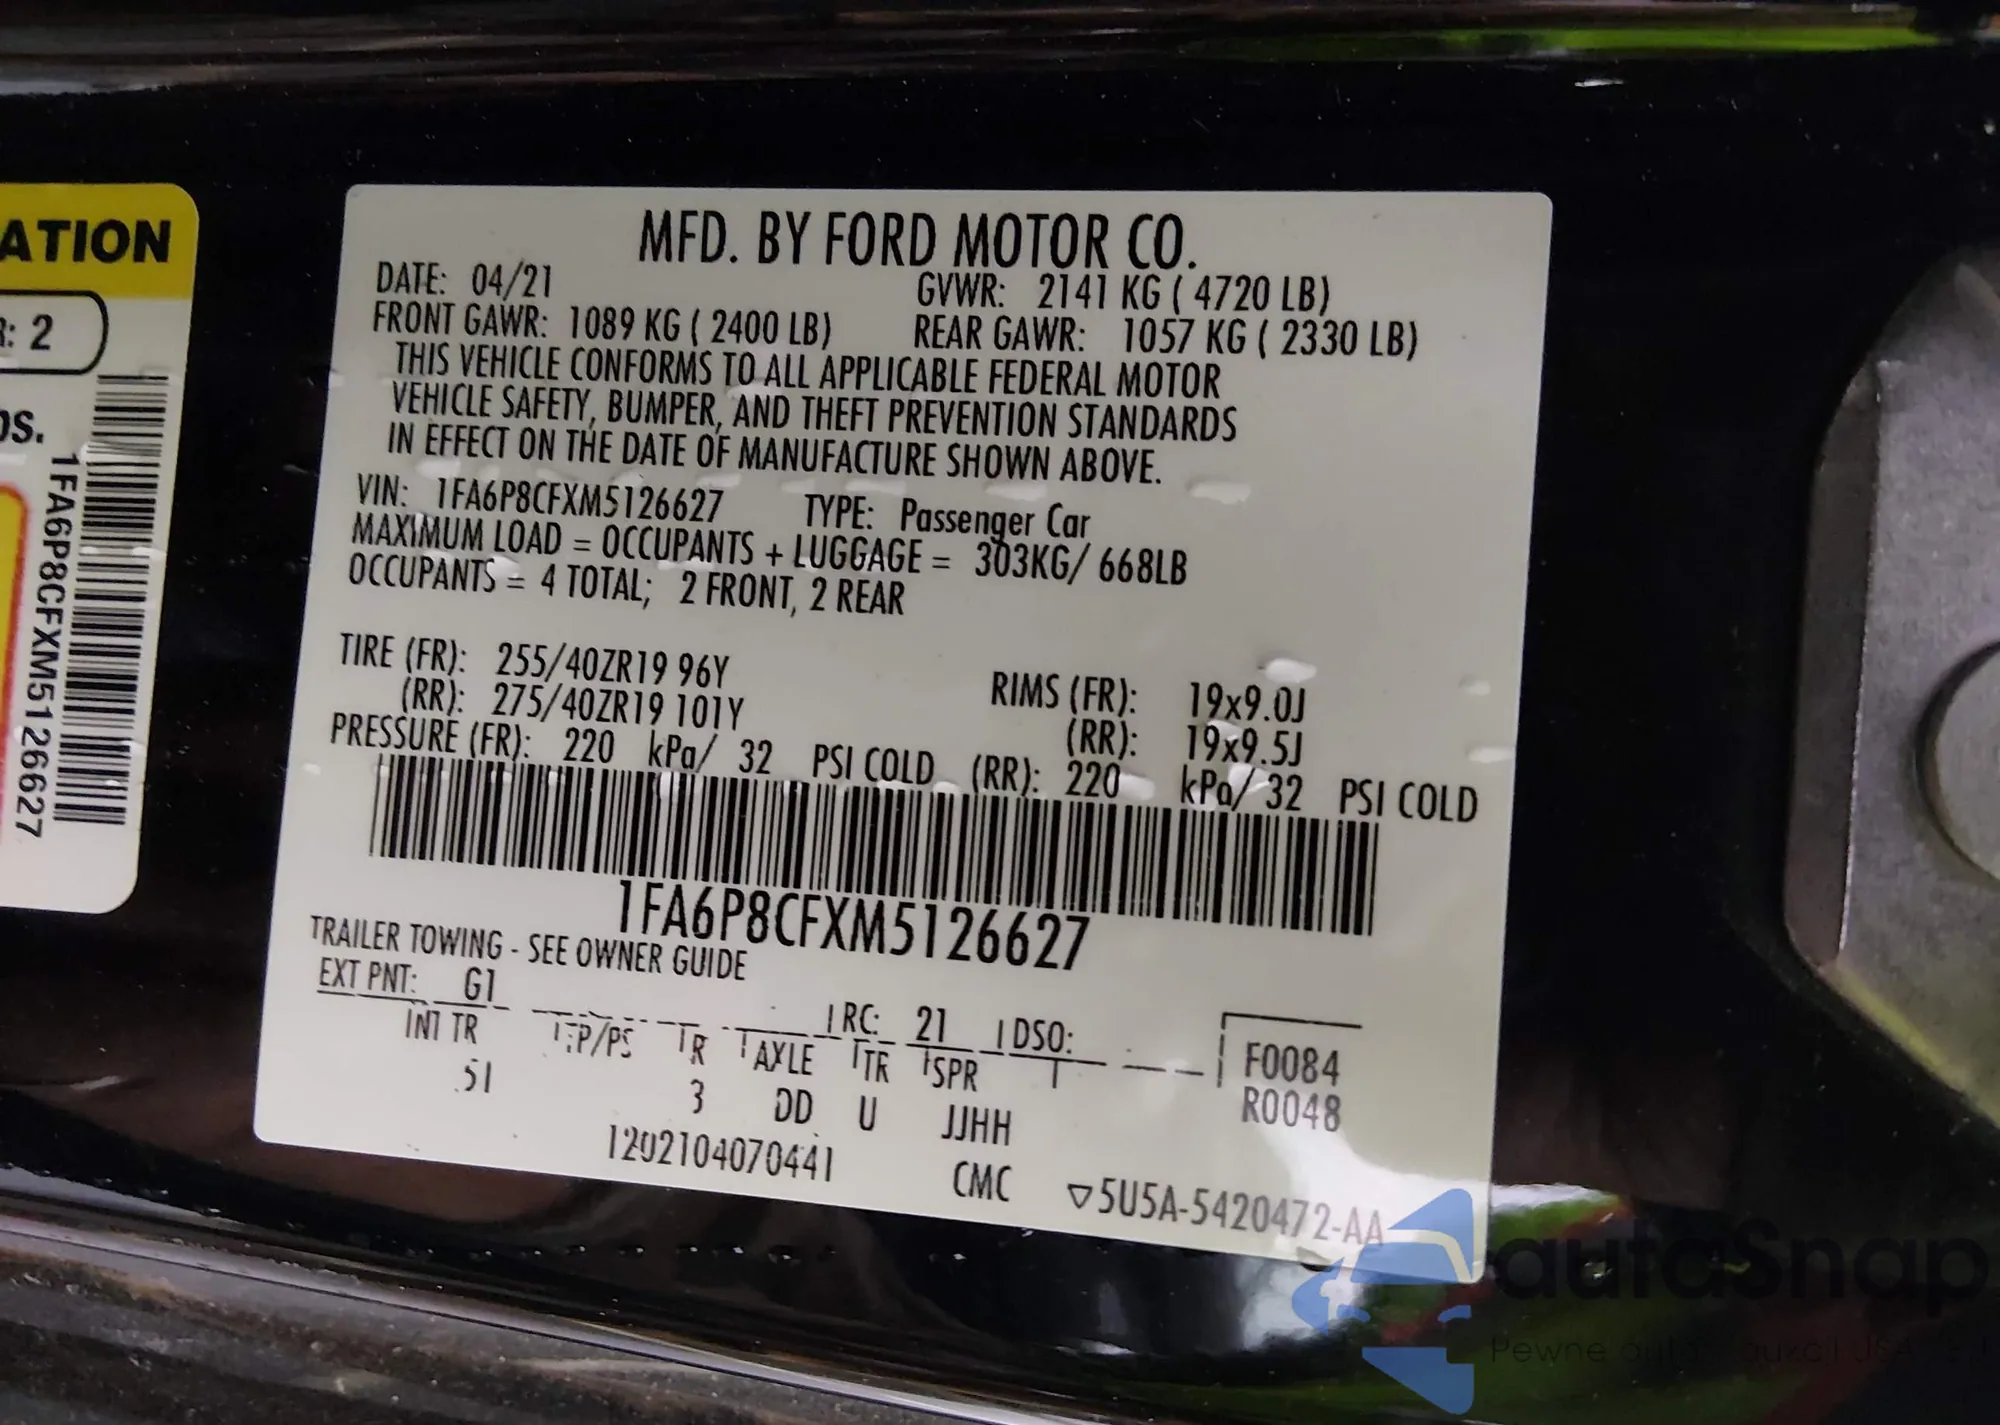 ATION
R: 2
os.
1FA6P8CFXM5126627
MFD. BY FORD MOTOR CO.
DATE: 04/21 GVWR: 2141 KG ( 4720 LB)
FRONT GAWR: 1089 KG ( 2400 LB) REAR GAWR: 1057 KG ( 2330 LB)
THIS VEHICLE CONFORMS TO ALL APPLICABLE FEDERAL MOTOR
VEHICLE SAFETY, BUMPER, AND THEFT PREVENTION STANDARDS
IN EFFECT ON THE DATE OF MANUFACTURE SHOWN ABOVE.
VIN: 1FA6P8CFXM5126627 TYPE: Passenger Car
MAXIMUM LOAD = OCCUPANTS + LUGGAGE = 303KG/ 668LB
OCCUPANTS = 4 TOTAL; 2 FRONT, 2 REAR
TIRE (FR): 255/40ZR19 96Y RIMS (FR): 19x9.0J
(RR): 275/40ZR19 101Y (RR): 19x9.5J
PRESSURE (FR): 220 kPa/ 32 PSI COLD (RR): 220 kPa/ 32 PSI COLD
1FA6P8CFXM5126627
TRAILER TOWING - SEE OWNER GUIDE
EXT PNT: G1 RC: 21 DSO:
INT TR TP/PS R AXLE TR SPR F0084
51 3 DD U JJHH R0048
1202104070441 CMC ▽5U5A-5420472-AA
autaSnap
Pewne auta